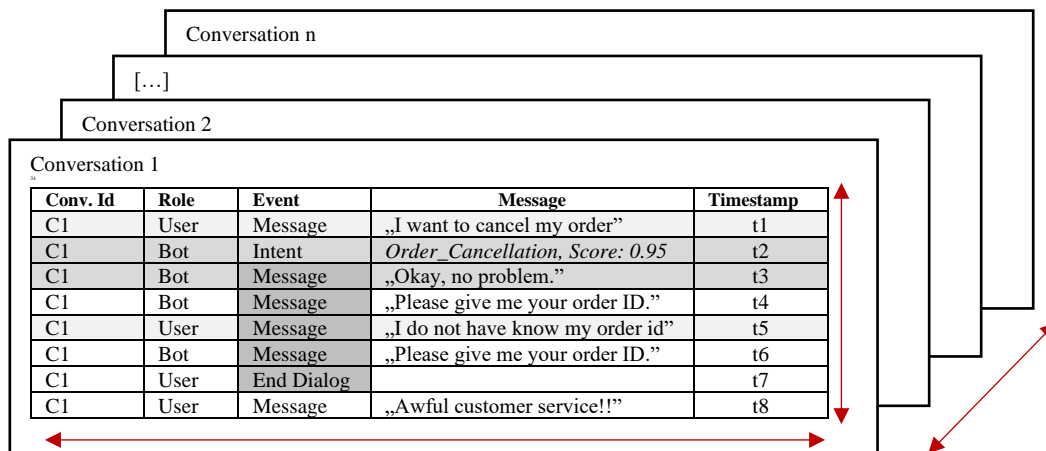 Conversation n
[…]
Conversation 2
Conversation 1
34
Conv. Id Role Event Message Timestamp
C1 User Message „I want to cancel my order” t1
C1 Bot Intent Order_Cancellation, Score: 0.95 t2
C1 Bot Message „Okay, no problem.” t3
C1 Bot Message „Please give me your order ID.” t4
C1 User Message „I do not have know my order id” t5
C1 Bot Message „Please give me your order ID.” t6
C1 User End Dialog t7
C1 User Message „Awful customer service!!” t8